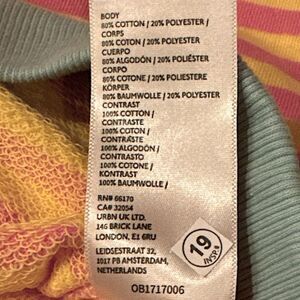 BODY
80% COTTON / 20% POLYESTER /
CORPS
80% COTON / 20% POLYESTER
CUERPO
80% ALGODÓN / 20% POLIÉSTER
CORPO
80% COTONE / 20% POLIESTERE
KÖRPER
80% BAUMWOLLE / 20% POLYESTER
CONTRAST
100% COTTON /
CONTRASTE
100% COTON /
CONTRASTE
100% ALGODÓN /
CONTRASTO
100% COTONE /
KONTRAST
100% BAUMWOLLE /
RN# 66170
CA# 32054
URBN UK LTD.
146 BRICK LANE
LONDON, E1 6RU
LEIDSESTRAAT 32,
1017 PB AMSTERDAM,
NETHERLANDS
19
INSP.#
OB1717006